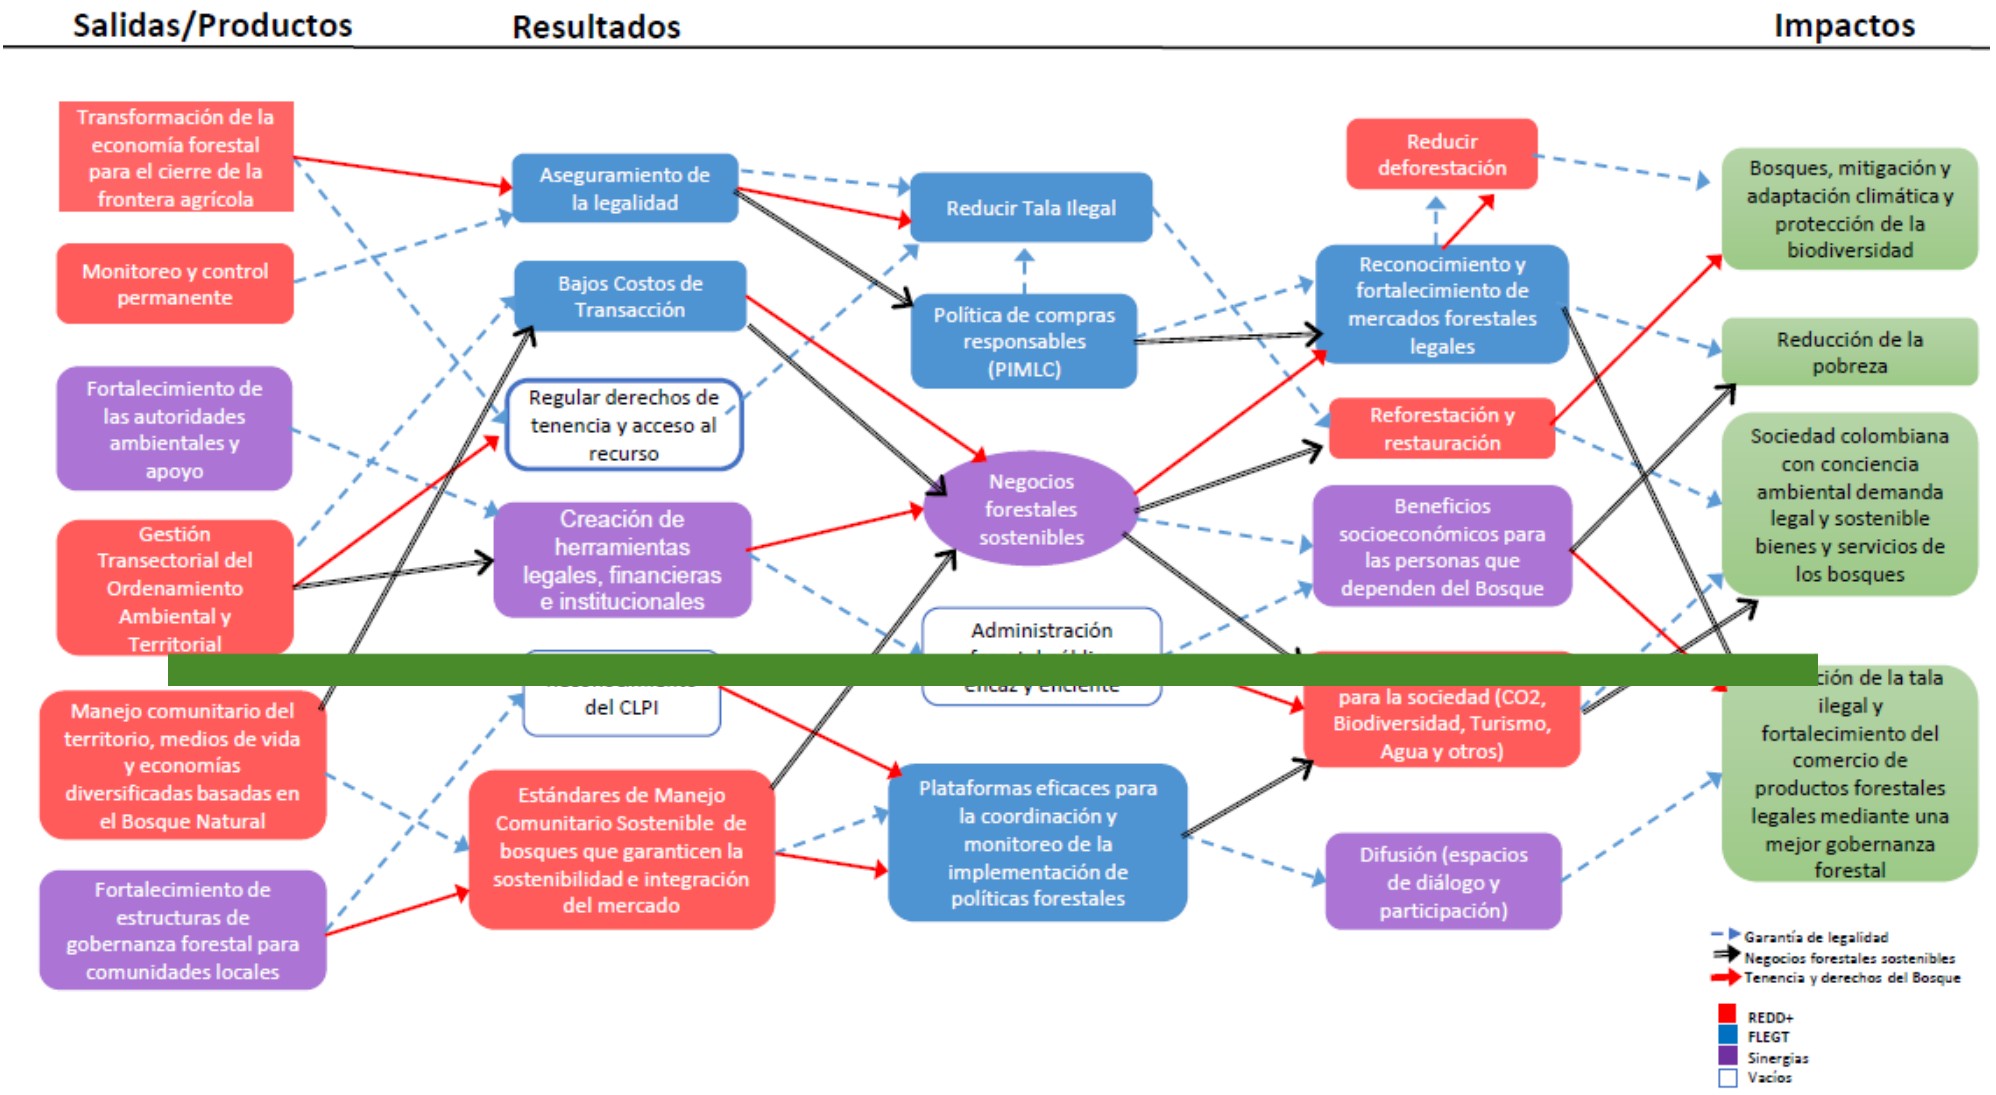 Salidas/Productos
Resultados
Impactos
Transformación de la
economía forestal
para el cierre de la
frontera agrícola
Monitoreo y control
permanente
Fortalecimiento de
las autoridades
ambientales y
apoyo
Gestión
Transectorial del
Ordenamiento
Ambiental y
Territorial
Manejo comunitario del
territorio, medios de vida
y economías
diversificadas basadas en
el Bosque Natural
Fortalecimiento de
estructuras de
gobernanza forestal para
comunidades locales
Aseguramiento de
la legalidad
Bajos Costos de
Transacción
Regular derechos de
tenencia y acceso al
recurso
Creación de
herramientas
legales, financieras
e institucionales
del CLPI
Estándares de Manejo
Comunitario Sostenible de
bosques que garanticen la
sostenibilidad e integración
del mercado
Reducir Tala Ilegal
Política de compras
responsables
(PIMLC)
Negocios
forestales
sostenibles
Administración
eficaz y eficiente
Plataformas eficaces para
la coordinación y
monitoreo de la
implementación de
políticas forestales
Reducir
deforestación
Reconocimiento y
fortalecimiento de
mercados forestales
legales
Reforestación y
restauración
Beneficios
socioeconómicos para
las personas que
dependen del Bosque
para la sociedad (CO2,
Biodiversidad, Turismo,
Agua y otros)
Difusión (espacios
de diálogo y
participación)
Bosques, mitigación y
adaptación climática y
protección de la
biodiversidad
Reducción de la
pobreza
Sociedad colombiana
con conciencia
ambiental demanda
legal y sostenible
bienes y servicios de
los bosques
de la tala
ilegal y
fortalecimiento del
comercio de
productos forestales
legales mediante una
mejor gobernanza
forestal
Garantía de legalidad
Negocios forestales sostenibles
Tenencia y derechos del Bosque
REDD+
FLEGT
Sinergias
Vacíos